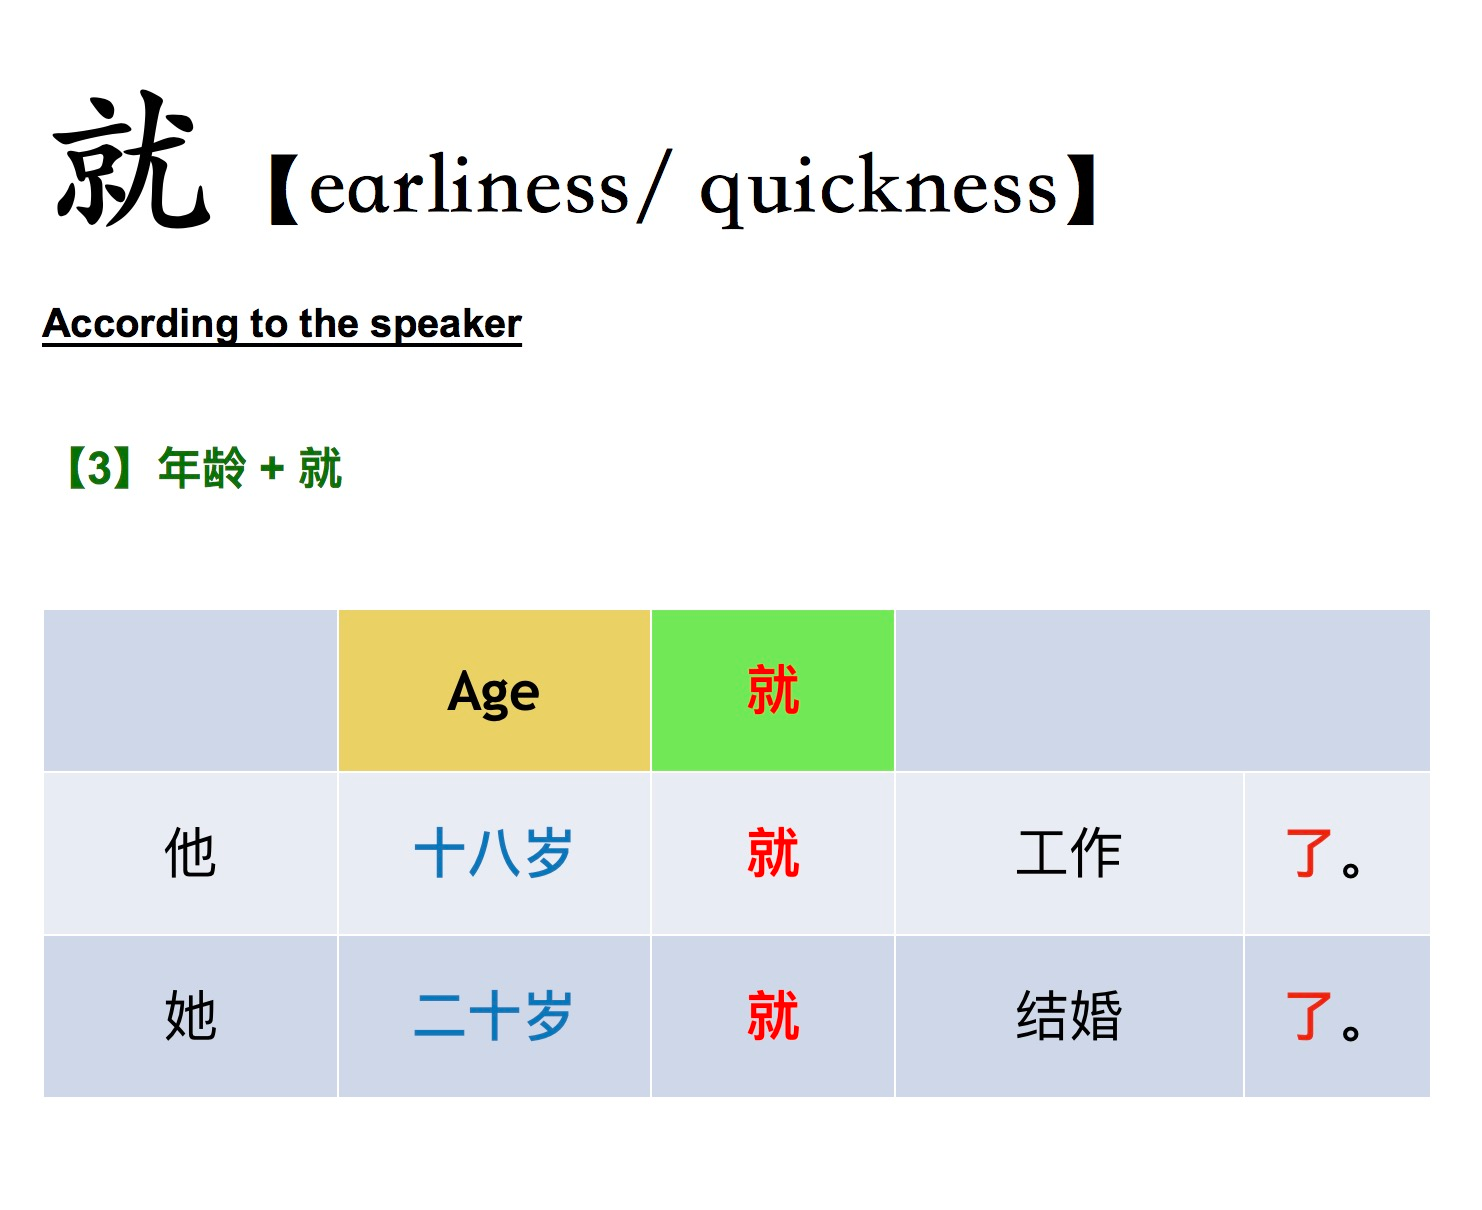 就【earliness/ quickness】
According to the speaker
【3】年龄 + 就
Age 就
他 十八岁 就 工作 了。
她 二十岁 就 结婚 了。